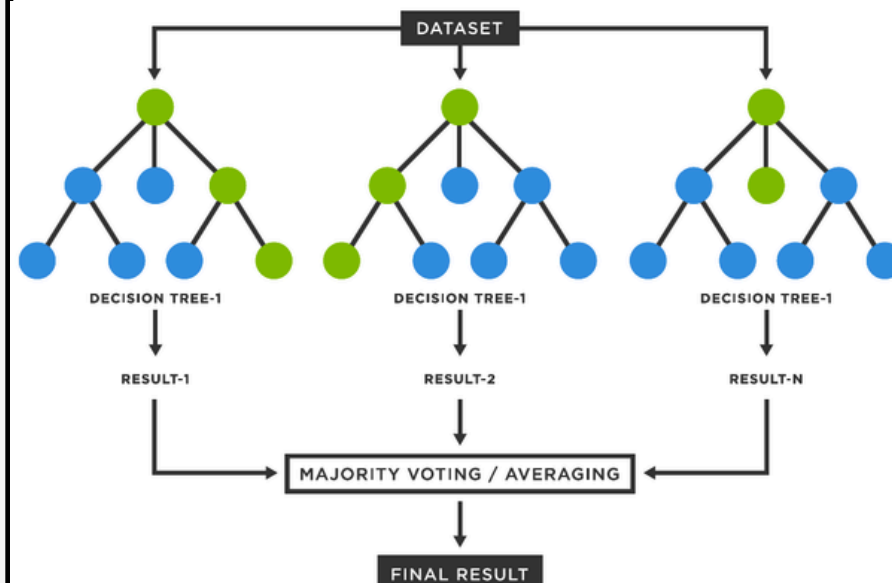 DATASET
DECISION TREE-1 DECISION TREE-1 DECISION TREE-1
RESULT-1 RESULT-2 RESULT-N
MAJORITY VOTING / AVERAGING
FINAL RESULT